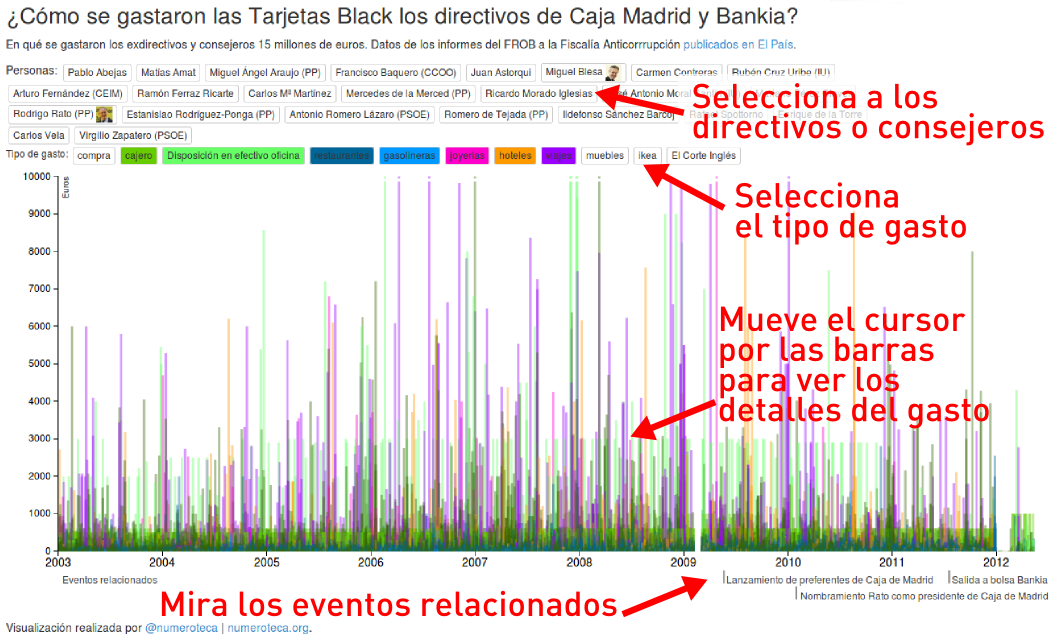 ¿Cómo se gastaron las Tarjetas Black los directivos de Caja Madrid y Bankia?
En qué se gastaron los exdirectivos y consejeros 15 millones de euros. Datos de los informes del FROB a la Fiscalía Anticorrrupción publicados en El País.
Personas: Pablo Abejas Matías Amat Miguel Ángel Araujo (PP) Francisco Baquero (CCOO) Juan Astorqui Miguel Blesa Carmen Contreras Rubén Cruz Uribe (IU)
Arturo Fernández (CEIM) Ramón Ferraz Ricarte Carlos Mª Martínez Mercedes de la Merced (PP) Ricardo Morado Iglesias José Antonio
Selecciona a los
directivos o consejeros
Rodrigo Rato (PP) Estanislao Rodríguez-Ponga (PP) Antonio Romero Lázaro (PSOE) Romero de Tejada (PP) Ildefonso Sánchez Barcoj Enrique de la Torre
Carlos Vela Virgilio Zapatero (PSOE)
Tipo de gasto: compra cajero Disposición en efectivo oficina restaurantes gasolineras joyerias hoteles viajes muebles ikea El Corte Inglés
Selecciona
el tipo de gasto
Mueve el cursor
por las barras
para ver los
detalles del gasto
Euros
10000
9000
8000
7000
6000
5000
4000
3000
2000
1000
0
2003 2004 2005 2006 2007 2008 2009 2010 2011 2012
Eventos relacionados
Lanzamiento de preferentes de Caja de Madrid Salida a bolsa Bankia
Nombramiento Rato como presidente de Caja de Madrid
Mira los eventos relacionados
Visualización realizada por @numeroteca | numeroteca.org.